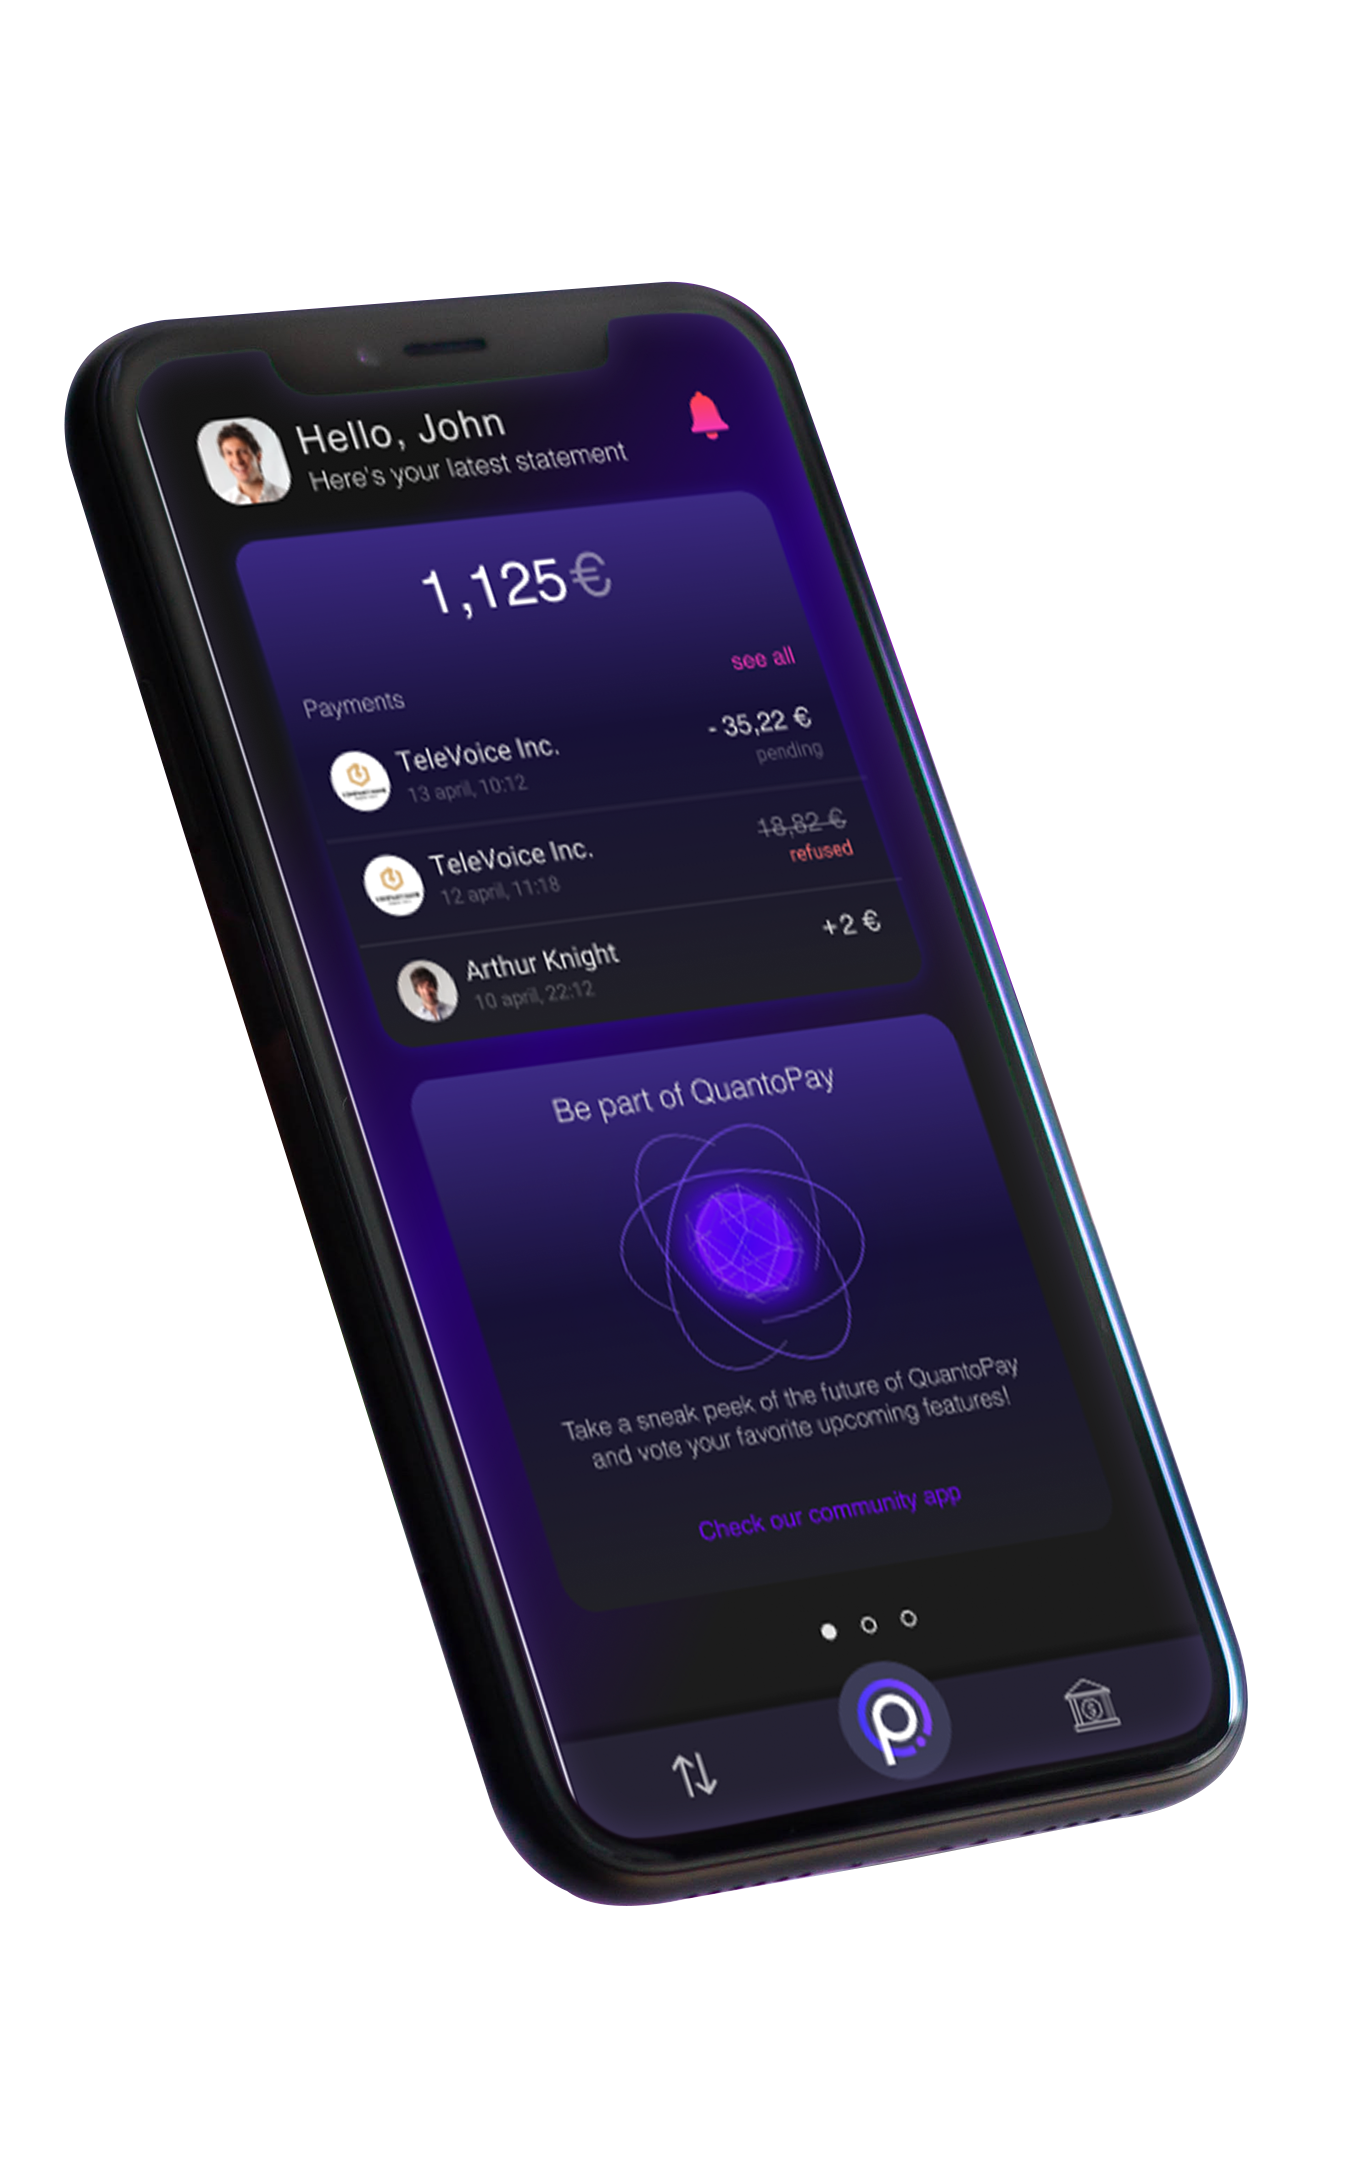 Hello, John
Here's your latest statement
1,125€
see all
Payments
TeleVoice Inc.
- 35,22 €
13 april, 10:12
pending
TeleVoice Inc.
18,82 €
12 april, 11:18
refused
Arthur Knight
+2 €
10 april, 22:12
Be part of QuantoPay
Take a sneak peek of the future of QuantoPay
and vote your favorite upcoming features!
Check our community app